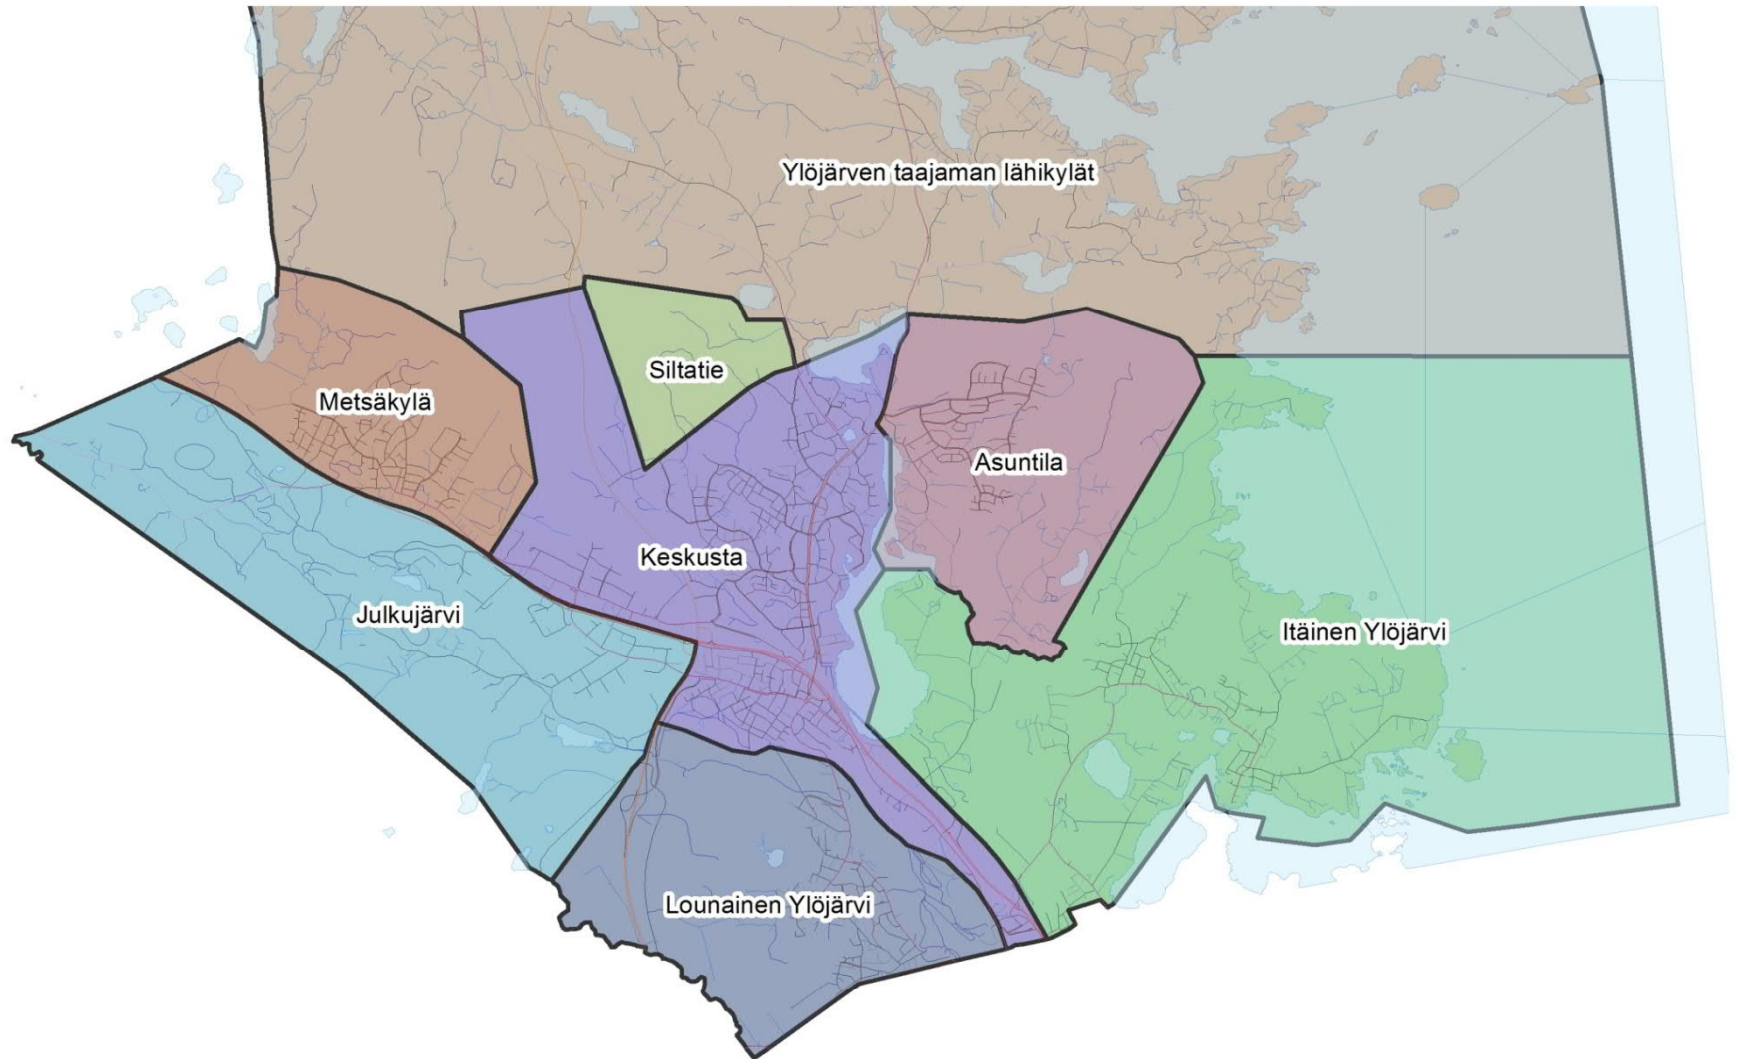 Ylöjärven taajaman lähikylät
Siltatie
Metsäkylä
Asuntila
Keskusta
Julkujärvi
Itäinen Ylöjärvi
Lounainen Ylöjärvi